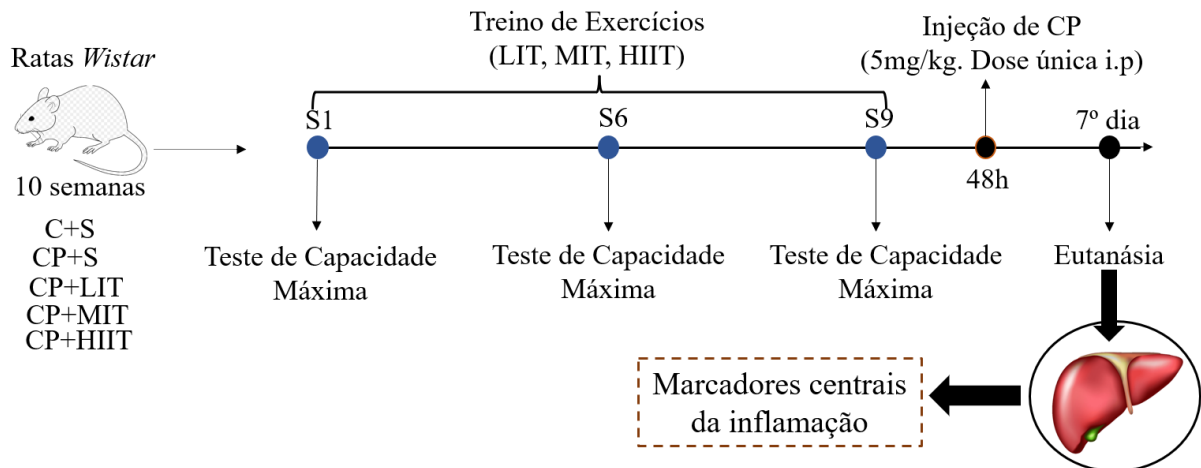 Ratas Wistar
10 semanas
C+S
CP+S
CP+LIT
CP+MIT
CP+HIIT
Treino de Exercícios
(LIT, MIT, HIIT)
S1
S6
S9
Injeção de CP
(5mg/kg. Dose única i.p)
48h
7º dia
Teste de Capacidade
Máxima
Teste de Capacidade
Máxima
Teste de Capacidade
Máxima
Eutanásia
Marcadores centrais
da inflamação